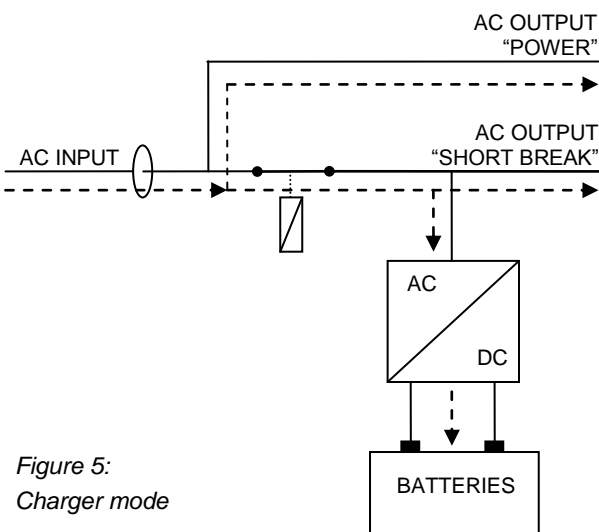 AC OUTPUT
“POWER”
AC INPUT
AC OUTPUT
“SHORT BREAK”
AC
DC
BATTERIES
Figure 5:
Charger mode